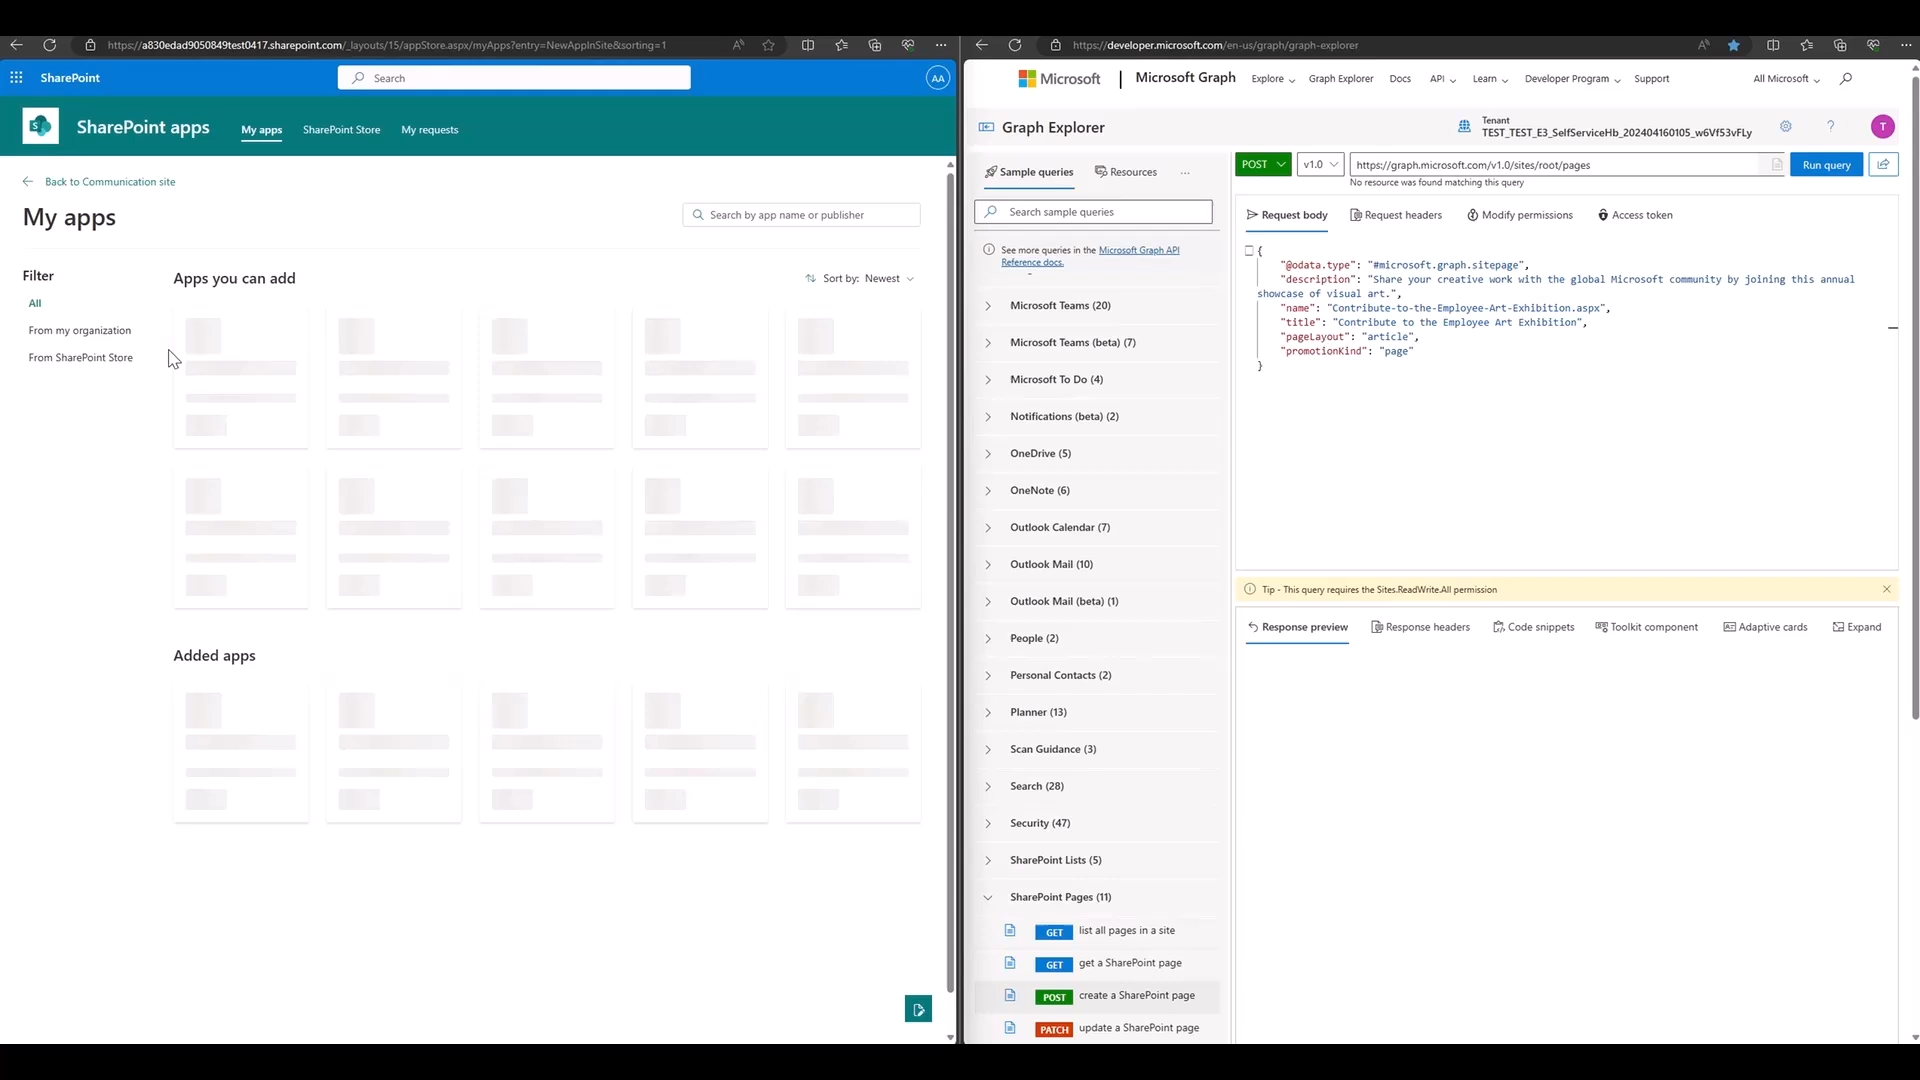 https://a830edad9050849test0417.sharepoint.com/_layouts/15/appStore.aspx/myApps?entry=NewAppInSite&sorting=1
SharePoint
Search
AA
SharePoint apps
My apps
SharePoint Store
My requests
Back to Communication site
My apps
Search by app name or publisher
Filter
All
From my organization
From SharePoint Store
Apps you can add
Sort by: Newest
Added apps
https://developer.microsoft.com/en-us/graph/graph-explorer
Microsoft
Microsoft Graph
Explore
Graph Explorer
Docs
API
Learn
Developer Program
Support
All Microsoft
Graph Explorer
Tenant
TEST_TEST_E3_SelfServiceHb_202404160105_w6Vf53vFLy
?
T
Sample queries
Resources
...
Search sample queries
See more queries in the Microsoft Graph API
Reference docs.
Microsoft Teams (20)
Microsoft Teams (beta) (7)
Microsoft To Do (4)
Notifications (beta) (2)
OneDrive (5)
OneNote (6)
Outlook Calendar (7)
Outlook Mail (10)
Outlook Mail (beta) (1)
People (2)
Personal Contacts (2)
Planner (13)
Scan Guidance (3)
Search (28)
Security (47)
SharePoint Lists (5)
SharePoint Pages (11)
GET list all pages in a site
GET get a SharePoint page
POST create a SharePoint page
PATCH update a SharePoint page
POST
v1.0
https://graph.microsoft.com/v1.0/sites/root/pages
Run query
No resource was found matching this query
Request body
Request headers
Modify permissions
Access token
{
"@odata.type": "#microsoft.graph.sitepage",
"description": "Share your creative work with the global Microsoft community by joining this annual
showcase of visual art.",
"name": "Contribute-to-the-Employee-Art-Exhibition.aspx",
"title": "Contribute to the Employee Art Exhibition",
"pageLayout": "article",
"promotionKind": "page"
}
Tip - This query requires the Sites.ReadWrite.All permission
Response preview
Response headers
Code snippets
Toolkit component
Adaptive cards
Expand